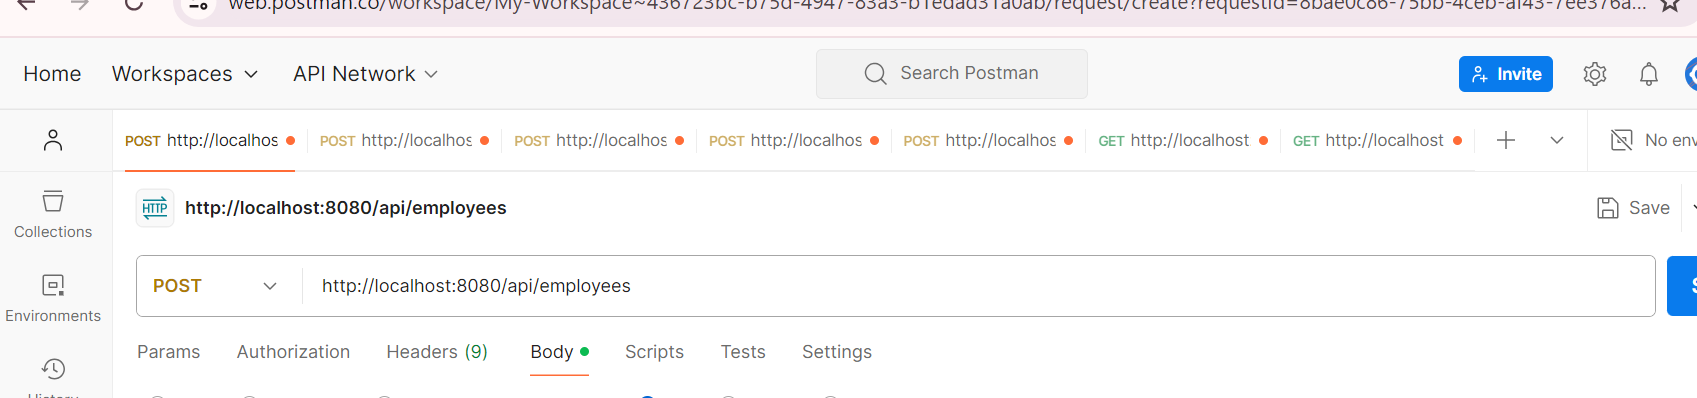 web.postman.co/workspace/My-Workspace~436723bc-b75d-4947-83a3-b1edad31a0ab/request/create?requestId=8bae0c86-75bb-4ceb-af43-7ee376a...
Home Workspaces API Network Search Postman Invite
POST http://localhos POST http://localhos POST http://localhos POST http://localhos POST http://localhos GET http://localhost GET http://localhost No env
HTTP http://localhost:8080/api/employees Save
Collections
POST http://localhost:8080/api/employees
Environments
Params Authorization Headers (9) Body Scripts Tests Settings
History